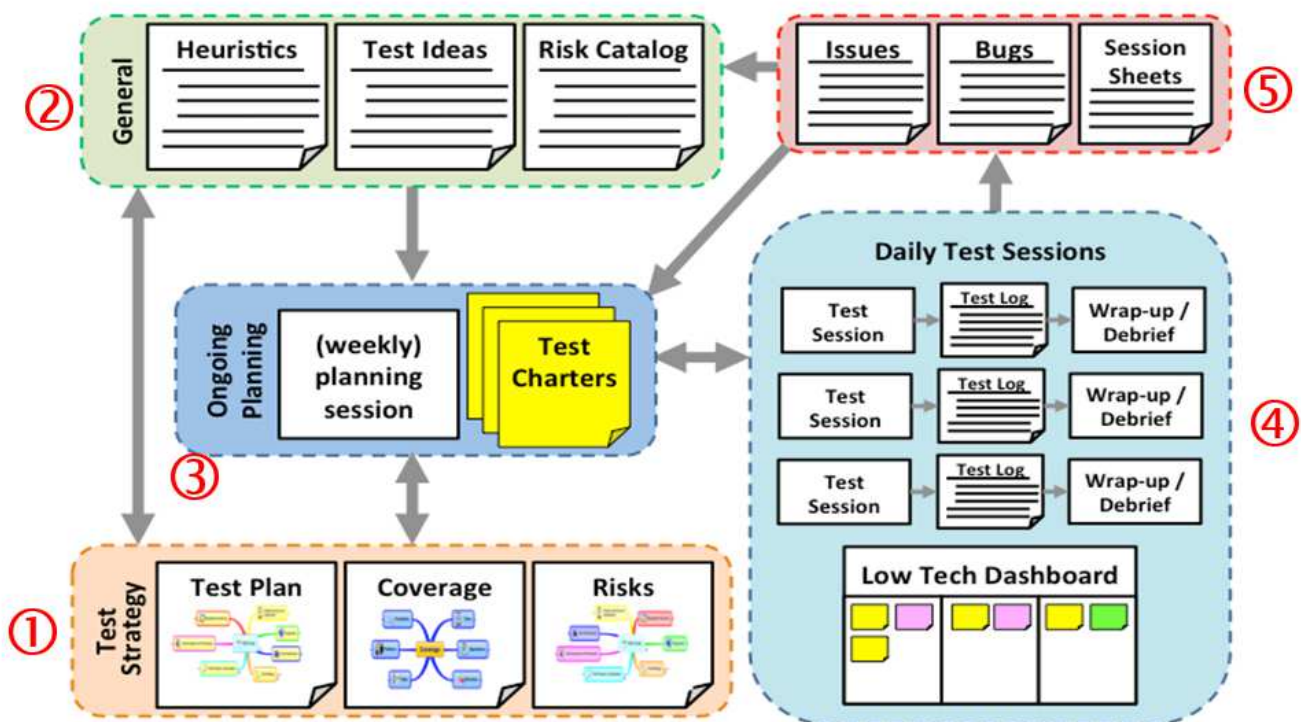 ②
General
Heuristics
Test Ideas
Risk Catalog
Issues
Bugs
Session
Sheets
⑤
③
Ongoing
Planning
(weekly)
planning
session
Test
Charters
Daily Test Sessions
Test
Session
Test Log
Wrap-up /
Debrief
Test
Session
Test Log
Wrap-up /
Debrief
Test
Session
Test Log
Wrap-up /
Debrief
Low Tech Dashboard
④
①
Test
Strategy
Test Plan
Coverage
Risks